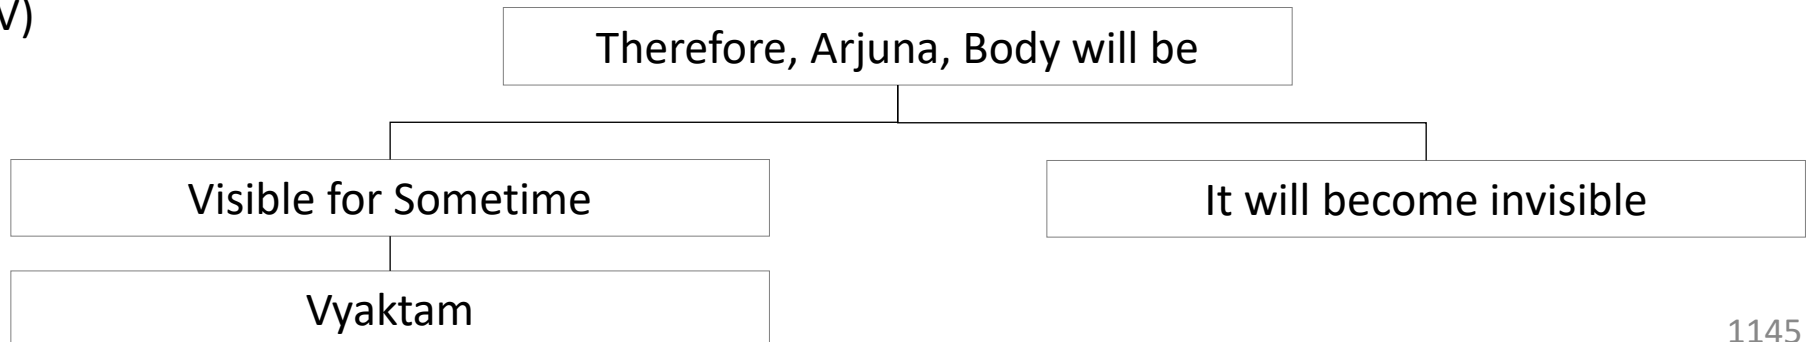 V)
Therefore, Arjuna, Body will be
Visible for Sometime
It will become invisible
Vyaktam
1145